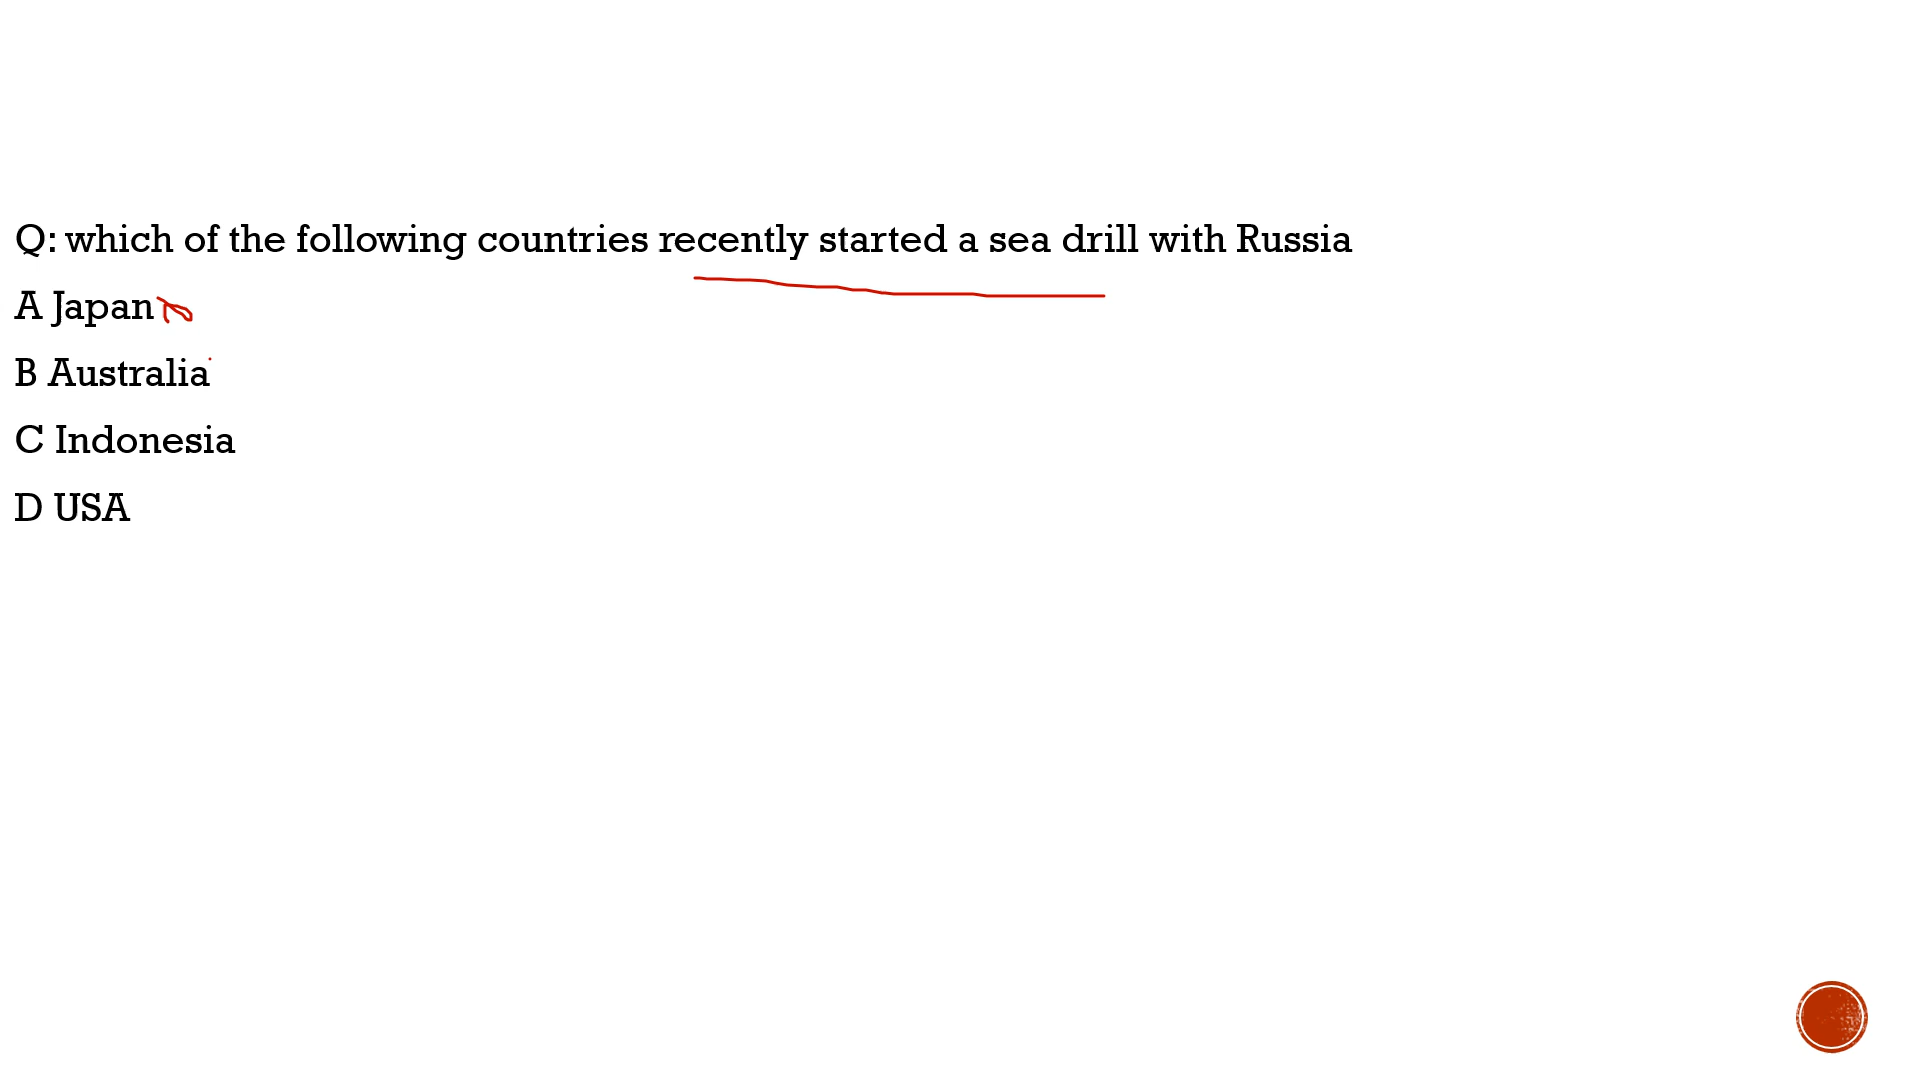 Q: which of the following countries recently started a sea drill with Russia
A Japan
B Australia
C Indonesia
D USA